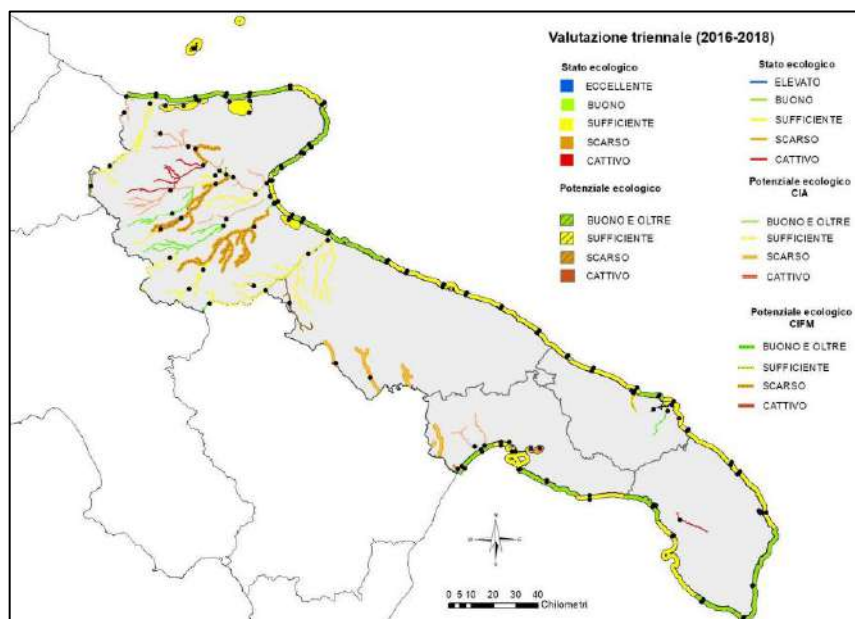 Valutazione triennale (2016-2018)
Stato ecologico
ECCELLENTE
BUONO
SUFFICIENTE
SCARSO
CATTIVO
Potenziale ecologico
BUONO E OLTRE
SUFFICIENTE
SCARSO
CATTIVO
Stato ecologico
ELEVATO
BUONO
SUFFICIENTE
SCARSO
CATTIVO
Potenziale ecologico
CIA
BUONO E OLTRE
SUFFICIENTE
SCARSO
CATTIVO
Potenziale ecologico
CIFM
BUONO E OLTRE
SUFFICIENTE
SCARSO
CATTIVO
0 5 10 20 30 40
Chilometri